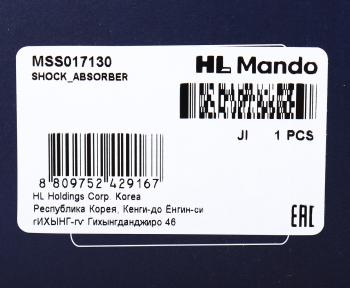 MSS017130
SHOCK_ABSORBER
HL Mando
JI 1 PCS
8 809752 429167
HL Holdings Corp. Korea
Республика Корея, Кенги-до Ёнгин-си
гИХЫНГ-гу Гихынгданджиро 46
EAC